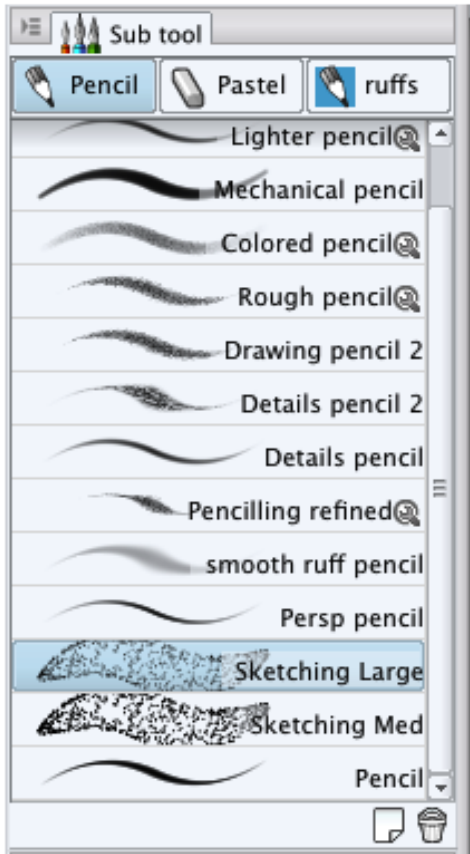 Sub tool
Pencil Pastel ruffs
Lighter pencil
Mechanical pencil
Colored pencil
Rough pencil
Drawing pencil 2
Details pencil 2
Details pencil
Pencilling refined
smooth ruff pencil
Persp pencil
Sketching Large
Sketching Med
Pencil